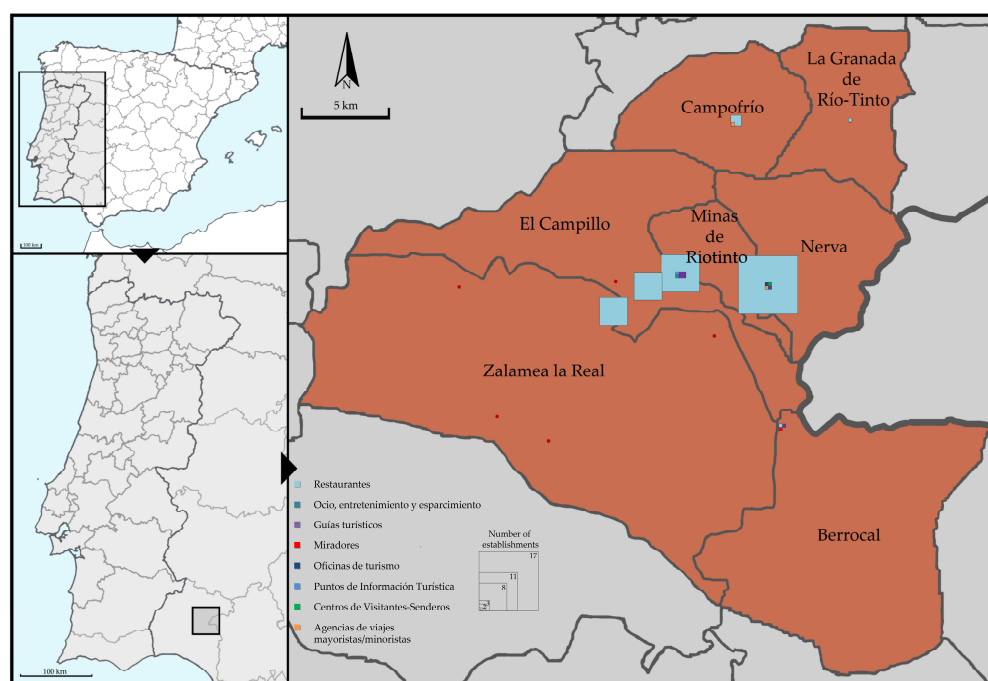 100 km
100 km
N
5 km
La Granada
de
Río-Tinto
Campofrío
El Campillo
Minas
de
Riotinto
Nerva
Zalamea la Real
Berrocal
Restaurantes
Ocio, entretenimiento y esparcimiento
Guías turísticos
Miradores
Oficinas de turismo
Puntos de Información Turística
Centros de Visitantes-Senderos
Agencias de viajes
mayoristas/minoristas
Number of
establishments
17
11
8